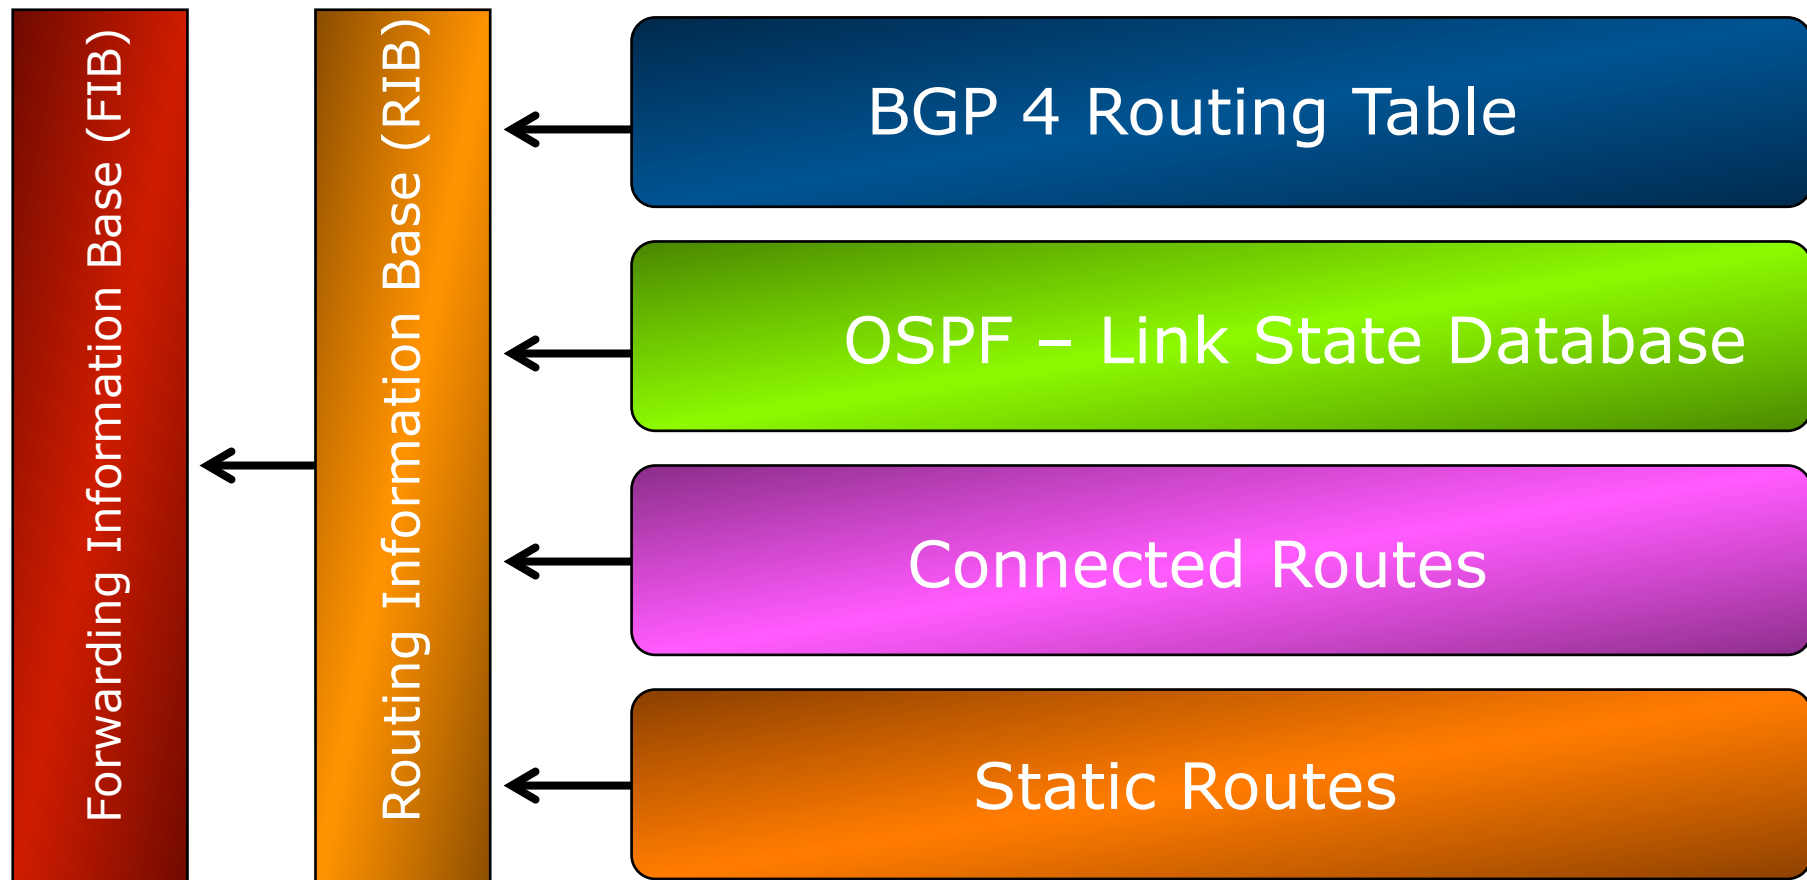 Forwarding Information Base (FIB)
Routing Information Base (RIB)
BGP 4 Routing Table
OSPF – Link State Database
Connected Routes
Static Routes